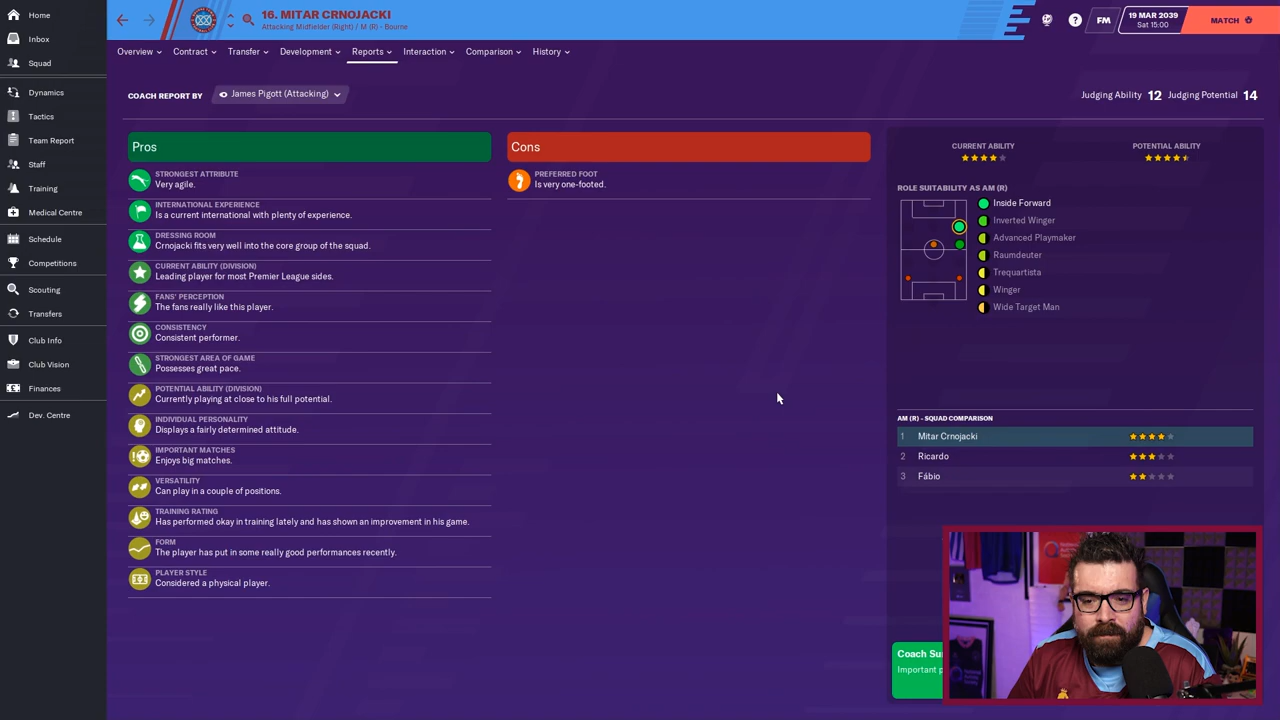 Home
Inbox
Squad
Dynamics
Tactics
Team Report
Staff
Training
Medical Centre
Schedule
Competitions
Scouting
Transfers
Club Info
Club Vision
Finances
Dev. Centre
16. MITAR CRNOJACKI
Attacking Midfielder (Right) / M (R) - Bourne
?
FM
19 MAR 2039
Sat 15:00
MATCH
Overview
Contract
Transfer
Development
Reports
Interaction
Comparison
History
COACH REPORT BY
James Pigott (Attacking)
Judging Ability 12 Judging Potential 14
Pros
STRONGEST ATTRIBUTE
Very agile.
INTERNATIONAL EXPERIENCE
Is a current international with plenty of experience.
DRESSING ROOM
Crnojacki fits very well into the core group of the squad.
CURRENT ABILITY (DIVISION)
Leading player for most Premier League sides.
FANS' PERCEPTION
The fans really like this player.
CONSISTENCY
Consistent performer.
STRONGEST AREA OF GAME
Possesses great pace.
POTENTIAL ABILITY (DIVISION)
Currently playing at close to his full potential.
INDIVIDUAL PERSONALITY
Displays a fairly determined attitude.
IMPORTANT MATCHES
Enjoys big matches.
VERSATILITY
Can play in a couple of positions.
TRAINING RATING
Has performed okay in training lately and has shown an improvement in his game.
FORM
The player has put in some really good performances recently.
PLAYER STYLE
Considered a physical player.
Cons
PREFERRED FOOT
Is very one-footed.
CURRENT ABILITY
POTENTIAL ABILITY
ROLE SUITABILITY AS AM (R)
Inside Forward
Inverted Winger
Advanced Playmaker
Raumdeuter
Trequartista
Winger
Wide Target Man
AM (R) - SQUAD COMPARISON
1 Mitar Crnojacki
2 Ricardo
3 Fábio
Coach
Important